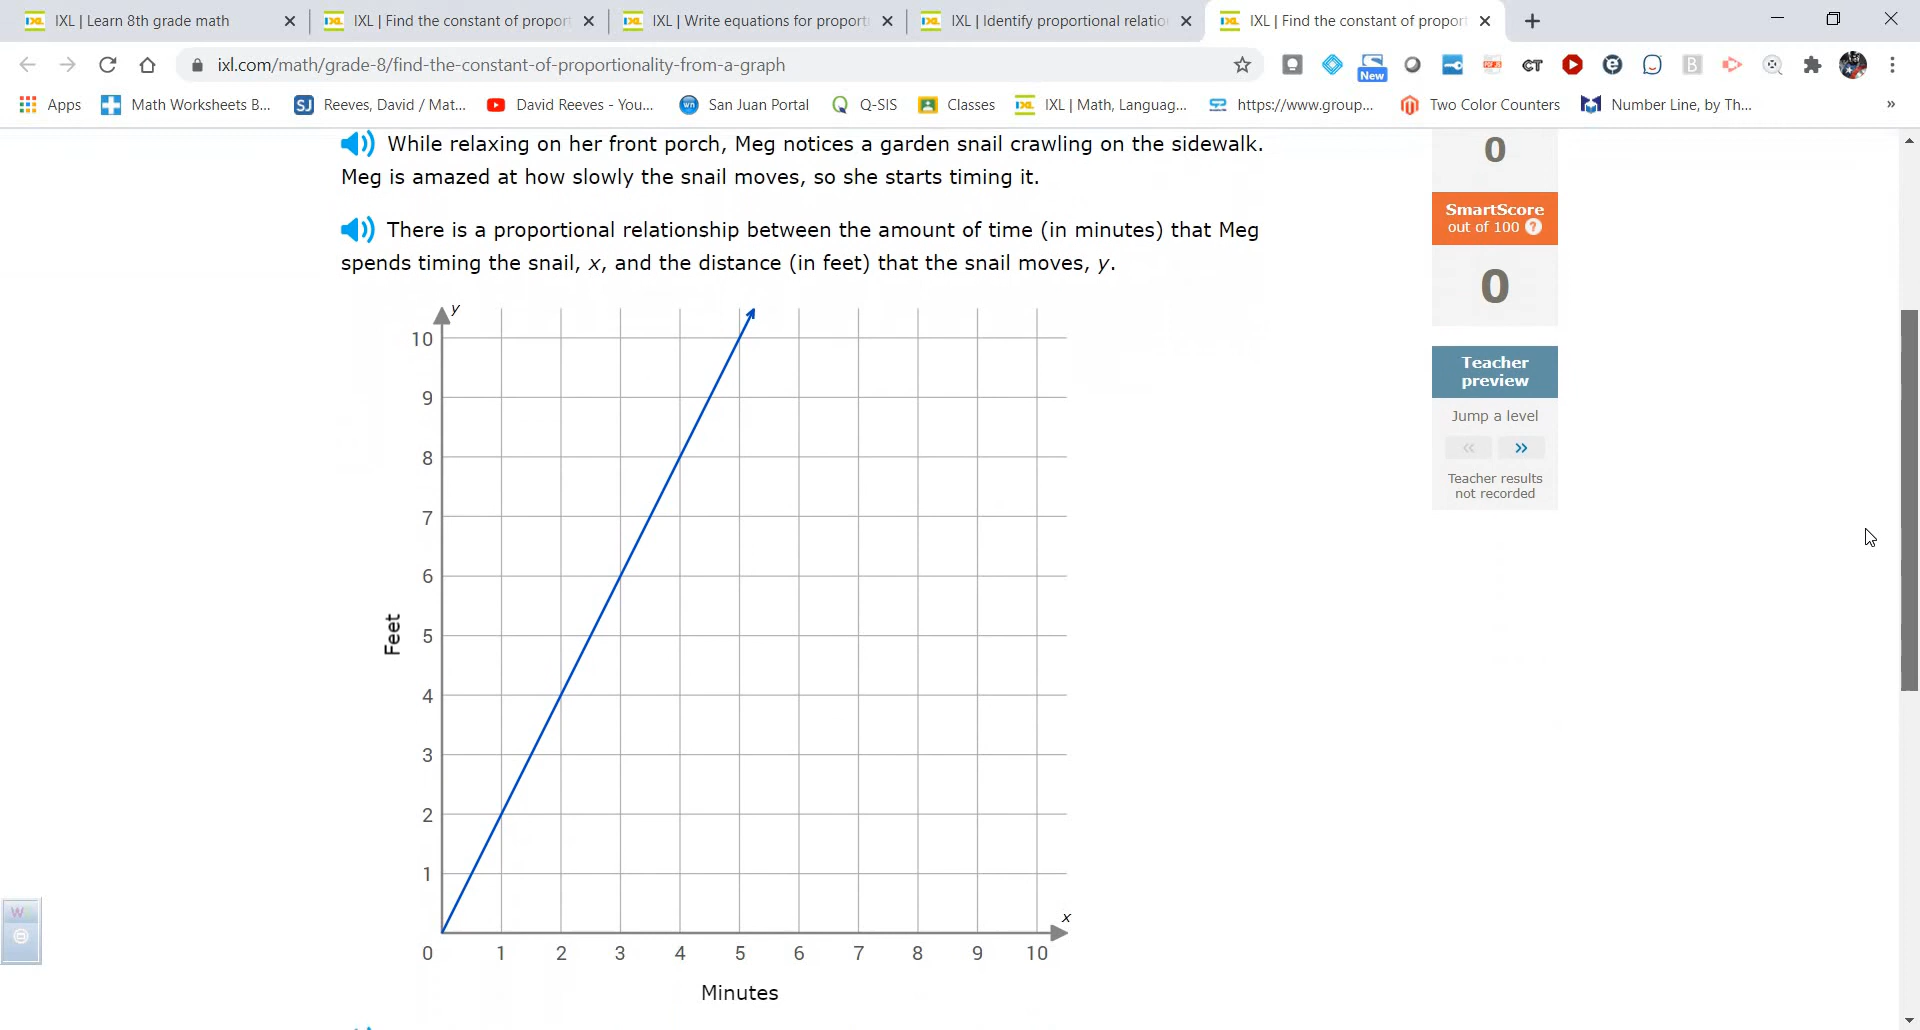 IXL | Learn 8th grade math
IXL | Find the constant of propor
IXL | Write equations for proport
IXL | Identify proportional relatio
IXL | Find the constant of propor
ixl.com/math/grade-8/find-the-constant-of-proportionality-from-a-graph
New
CT
B
Apps
Math Worksheets B...
SJ
Reeves, David / Mat...
David Reeves - You...
San Juan Portal
Q-SIS
Classes
IXL | Math, Languag...
https://www.group...
Two Color Counters
Number Line, by Th...
»
While relaxing on her front porch, Meg notices a garden snail crawling on the sidewalk.
Meg is amazed at how slowly the snail moves, so she starts timing it.
There is a proportional relationship between the amount of time (in minutes) that Meg
spends timing the snail, x, and the distance (in feet) that the snail moves, y.
0
SmartScore
out of 100 ?
0
Teacher
preview
Jump a level
« »
Teacher results
not recorded
y
10
9
8
7
6
5
4
3
2
1
Feet
x
0 1 2 3 4 5 6 7 8 9 10
Minutes
W